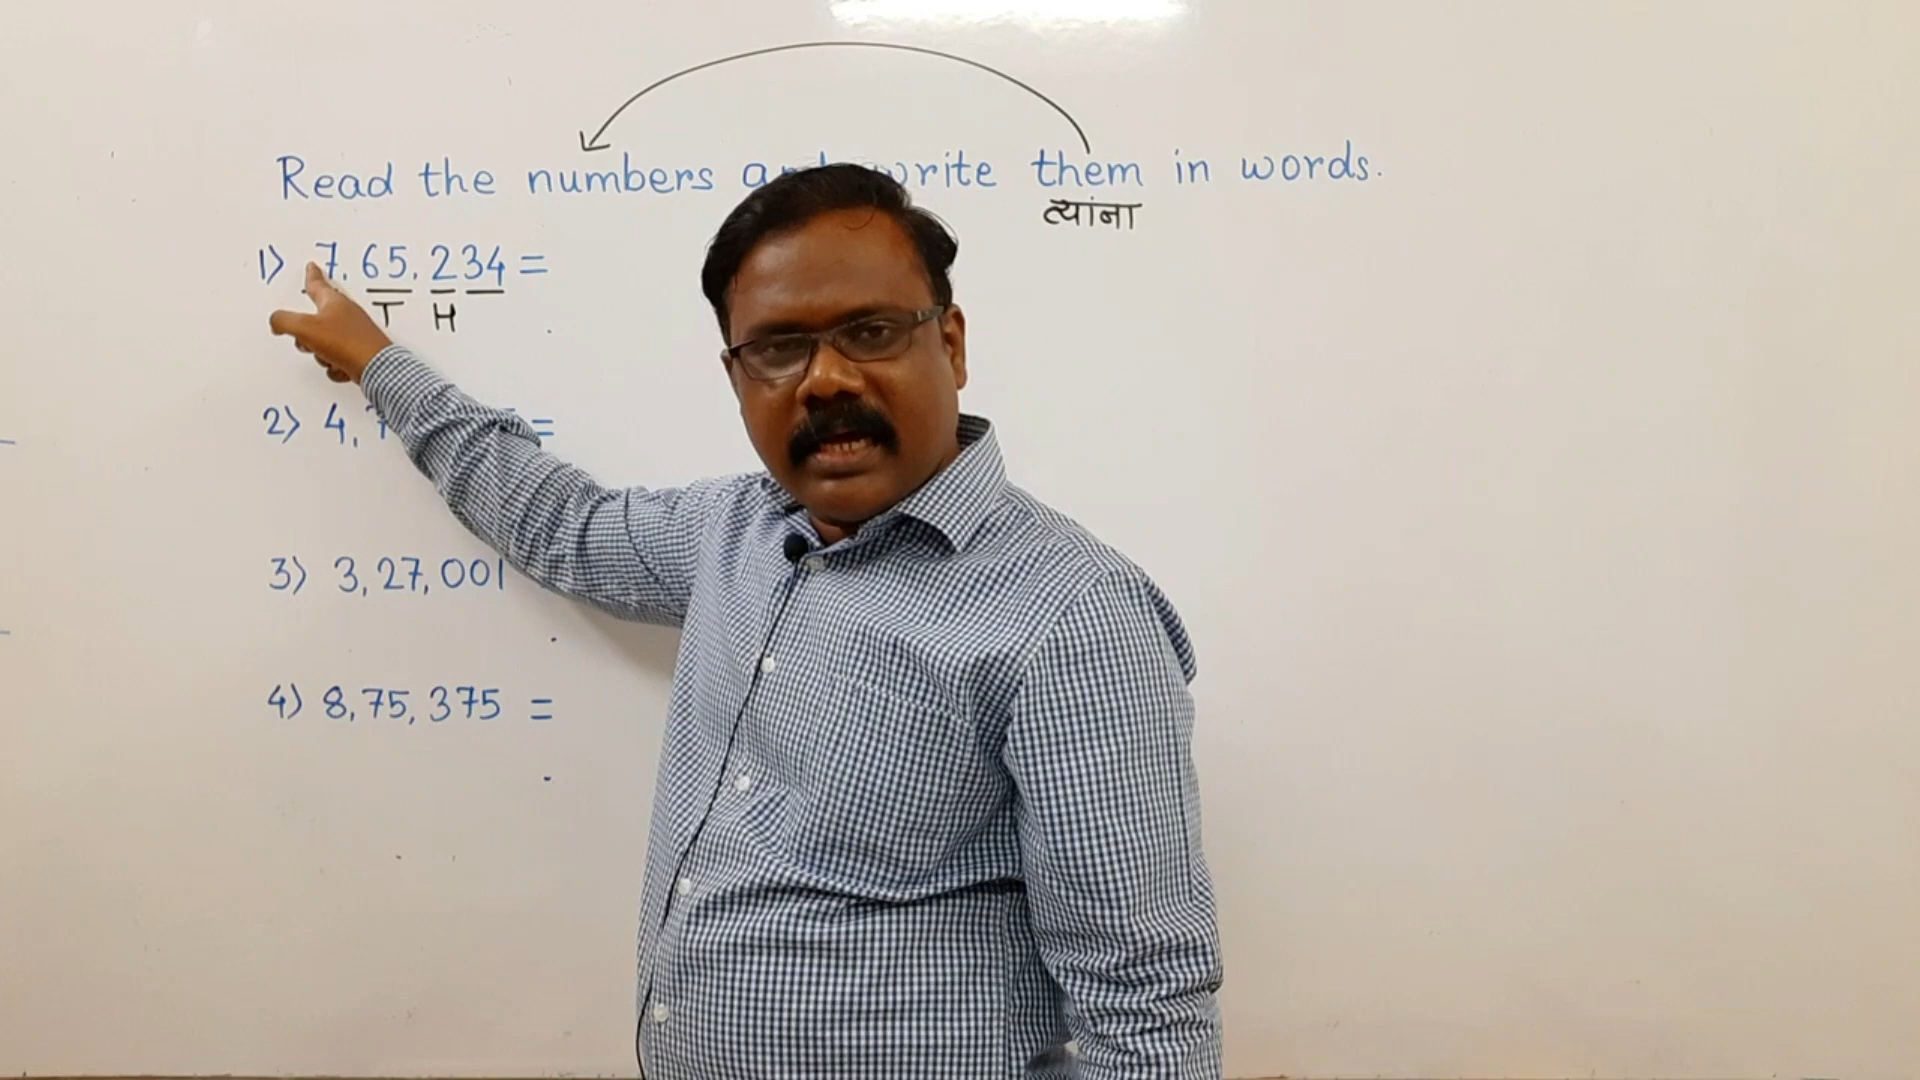 Read the numbers and write them in words.
त्यांना
1) 7,65,234 =
T H
2) 4,7 =
3) 3,27,001
4) 8,75,375 =